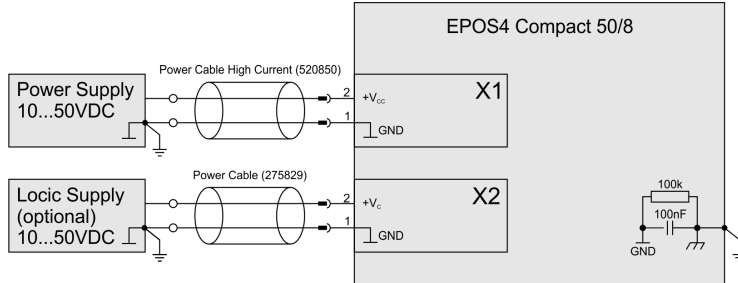 EPOS4 Compact 50/8
Power Cable High Current (520850)
Power Supply
10...50VDC
2
+Vcc
X1
1
GND
Power Cable (275829)
Locic Supply
(optional)
10...50VDC
2
+Vc
X2
1
GND
100k
100nF
GND